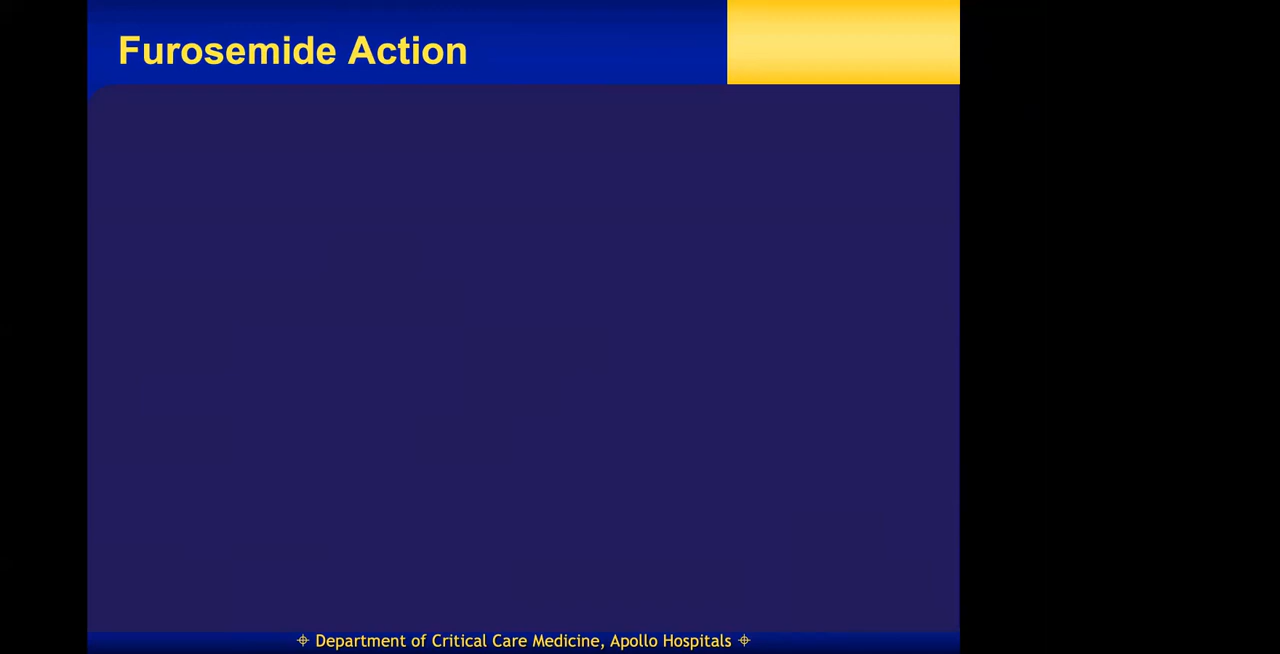 Furosemide Action
⌖ Department of Critical Care Medicine, Apollo Hospitals ⌖